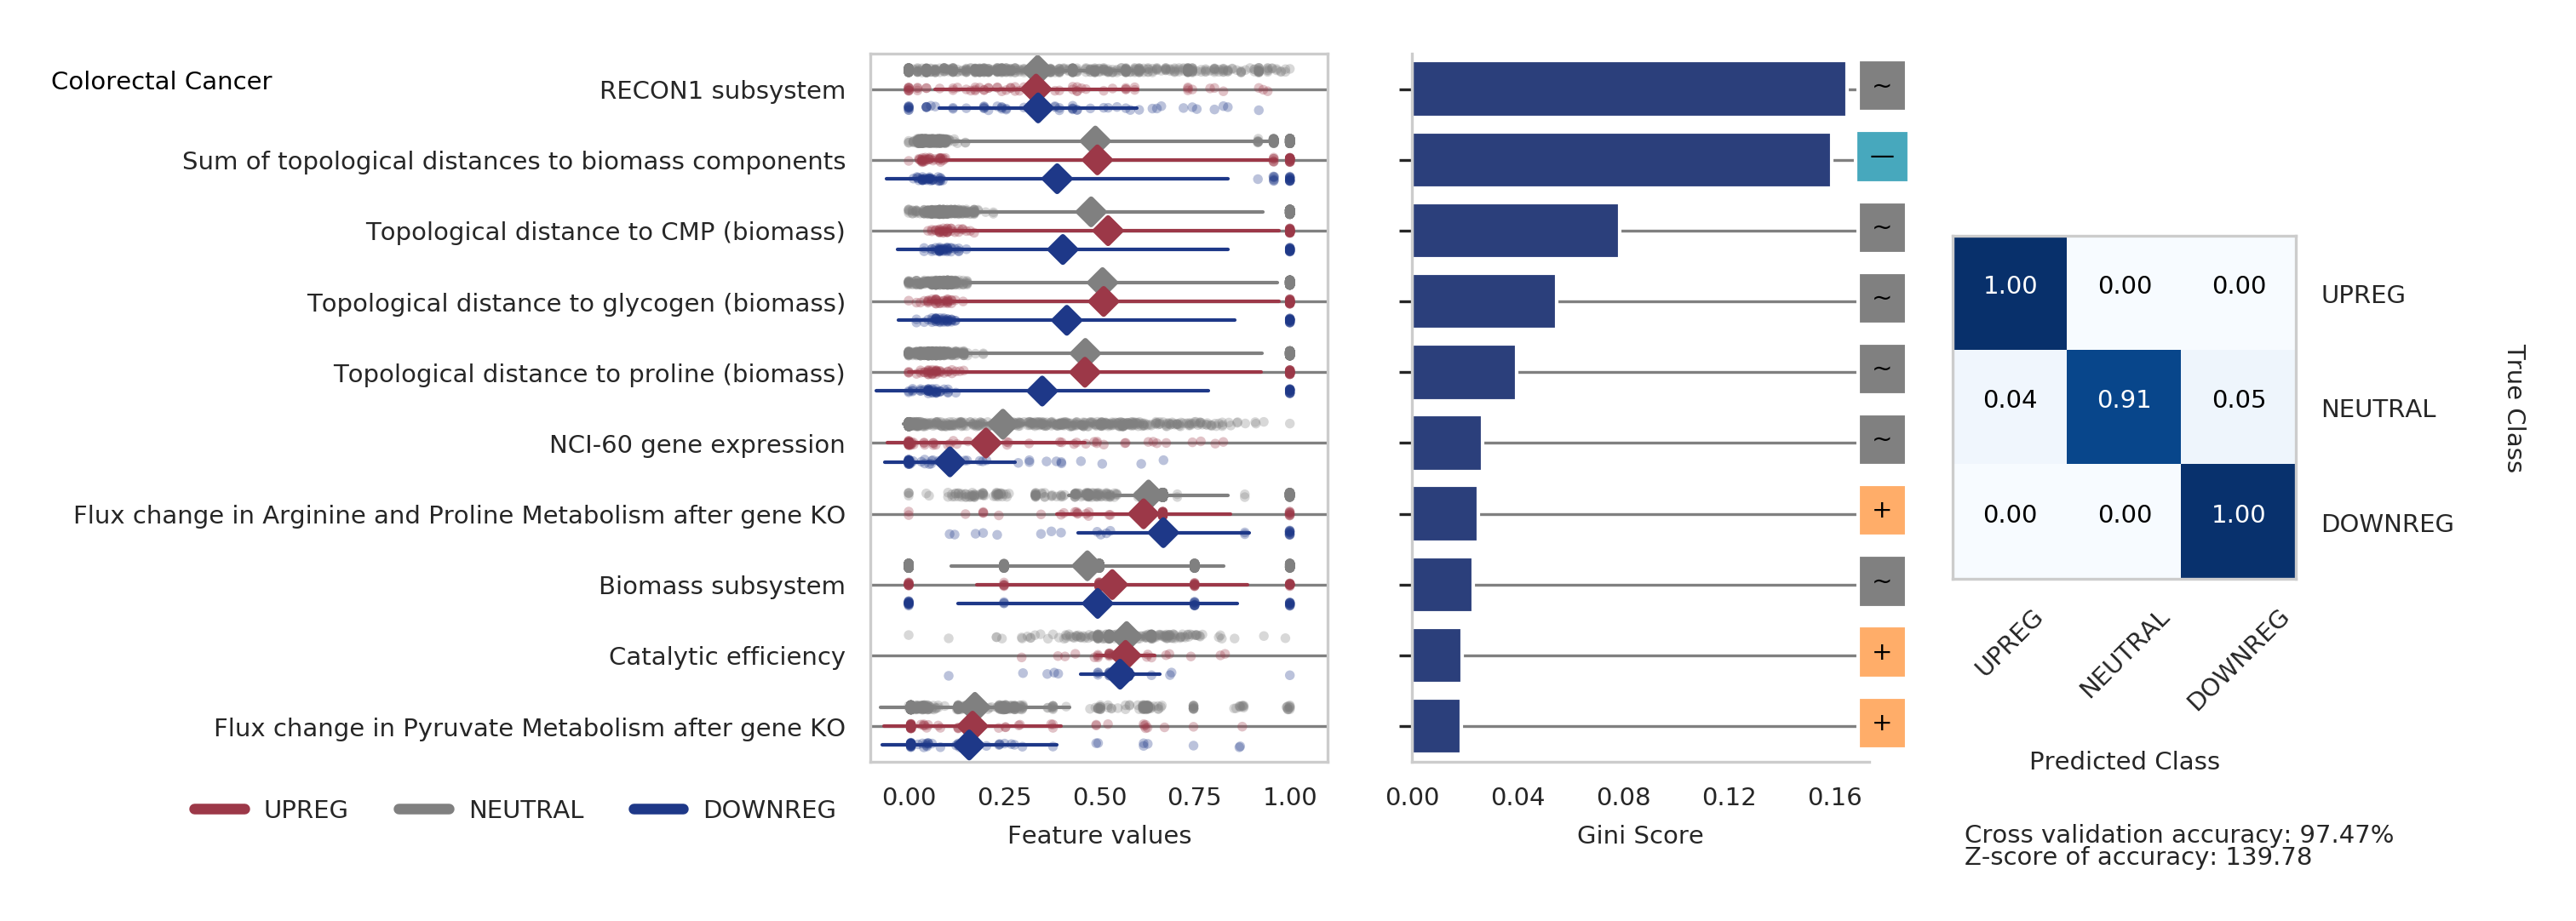 Colorectal Cancer
RECON1 subsystem
Sum of topological distances to biomass components
Topological distance to CMP (biomass)
Topological distance to glycogen (biomass)
Topological distance to proline (biomass)
NCI-60 gene expression
Flux change in Arginine and Proline Metabolism after gene KO
Biomass subsystem
Catalytic efficiency
Flux change in Pyruvate Metabolism after gene KO
UPREG NEUTRAL DOWNREG
0.00 0.25 0.50 0.75 1.00
Feature values
~
—
~
~
~
~
+
~
+
+
0.00 0.04 0.08 0.12 0.16
Gini Score
1.00 0.00 0.00
0.04 0.91 0.05
0.00 0.00 1.00
UPREG
NEUTRAL
DOWNREG
True Class
UPREG NEUTRAL DOWNREG
Predicted Class
Cross validation accuracy: 97.47%
Z-score of accuracy: 139.78